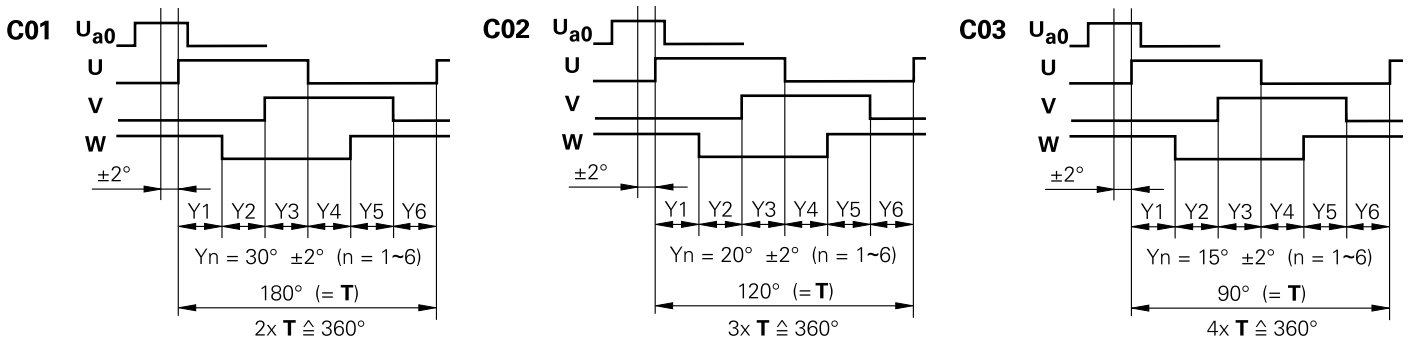 C01 Ua0
U
V
W
±2°
Y1 Y2 Y3 Y4 Y5 Y6
Yn = 30° ±2° (n = 1~6)
180° (= T)
2x T ≙ 360°
C02 Ua0
U
V
W
±2°
Y1 Y2 Y3 Y4 Y5 Y6
Yn = 20° ±2° (n = 1~6)
120° (= T)
3x T ≙ 360°
C03 Ua0
U
V
W
±2°
Y1 Y2 Y3 Y4 Y5 Y6
Yn = 15° ±2° (n = 1~6)
90° (= T)
4x T ≙ 360°